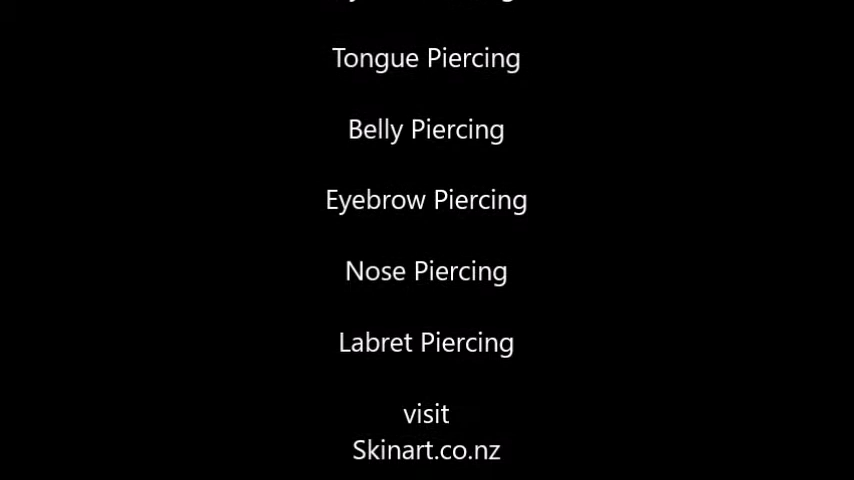 Tongue Piercing
Belly Piercing
Eyebrow Piercing
Nose Piercing
Labret Piercing
visit
Skinart.co.nz